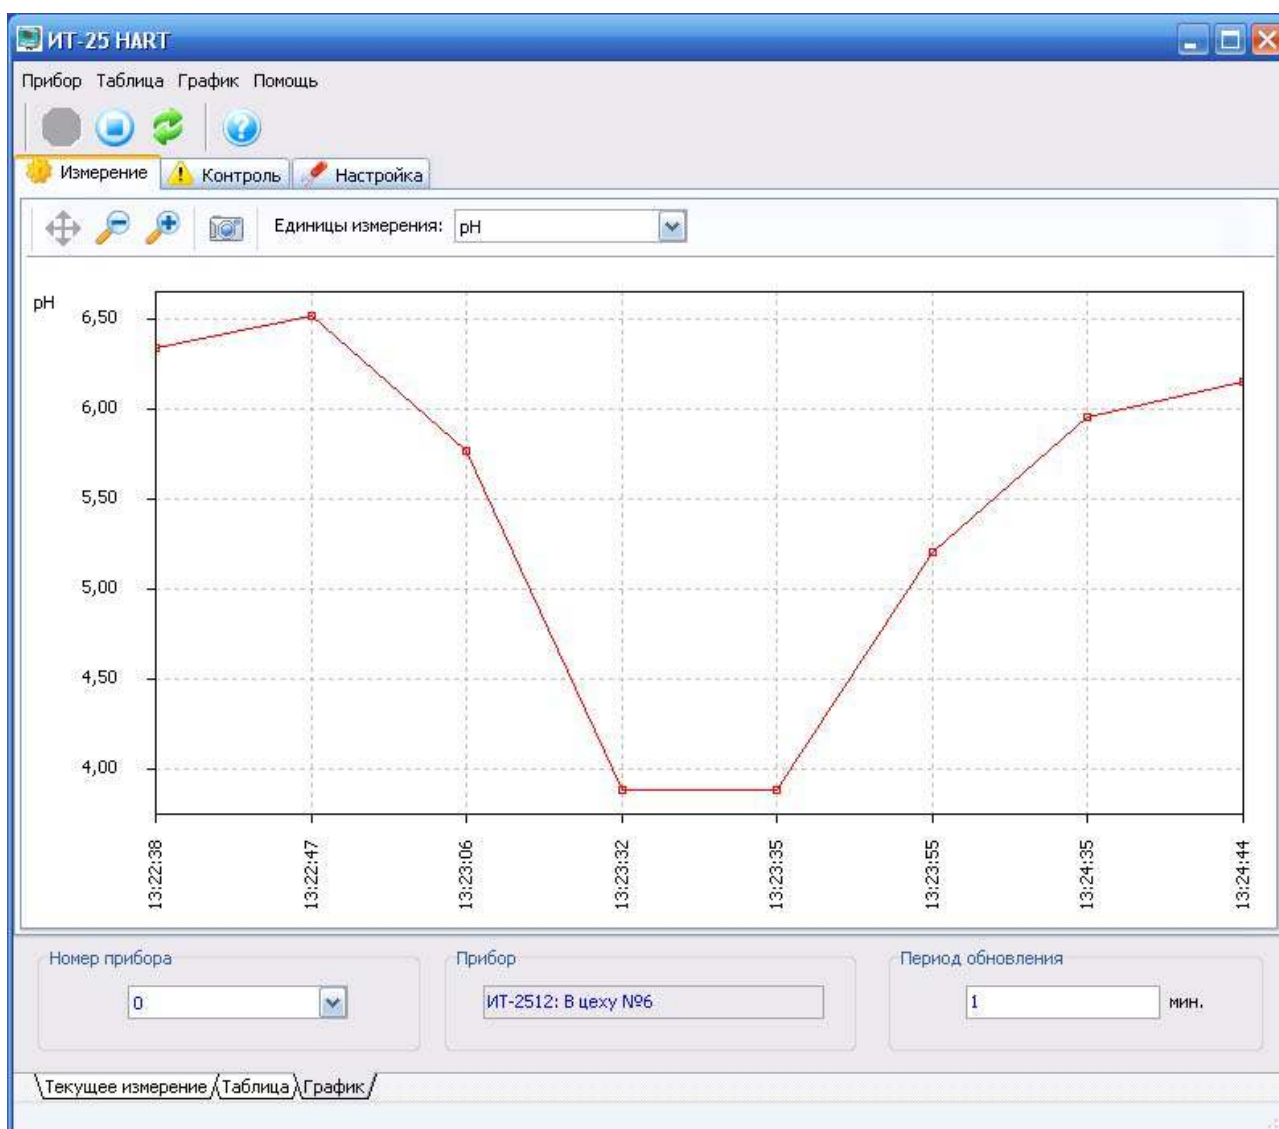 ИТ-25 HART
Прибор Таблица График Помощь
Измерение Контроль Настройка
Единицы измерения: pH
pH
6,50
6,00
5,50
5,00
4,50
4,00
13:22:38 13:22:47 13:23:06 13:23:32 13:23:35 13:23:55 13:24:35 13:24:44
Номер прибора Прибор Период обновления
0 ИТ-2512: В цеху №6 1 мин.
Текущее измерение Таблица График